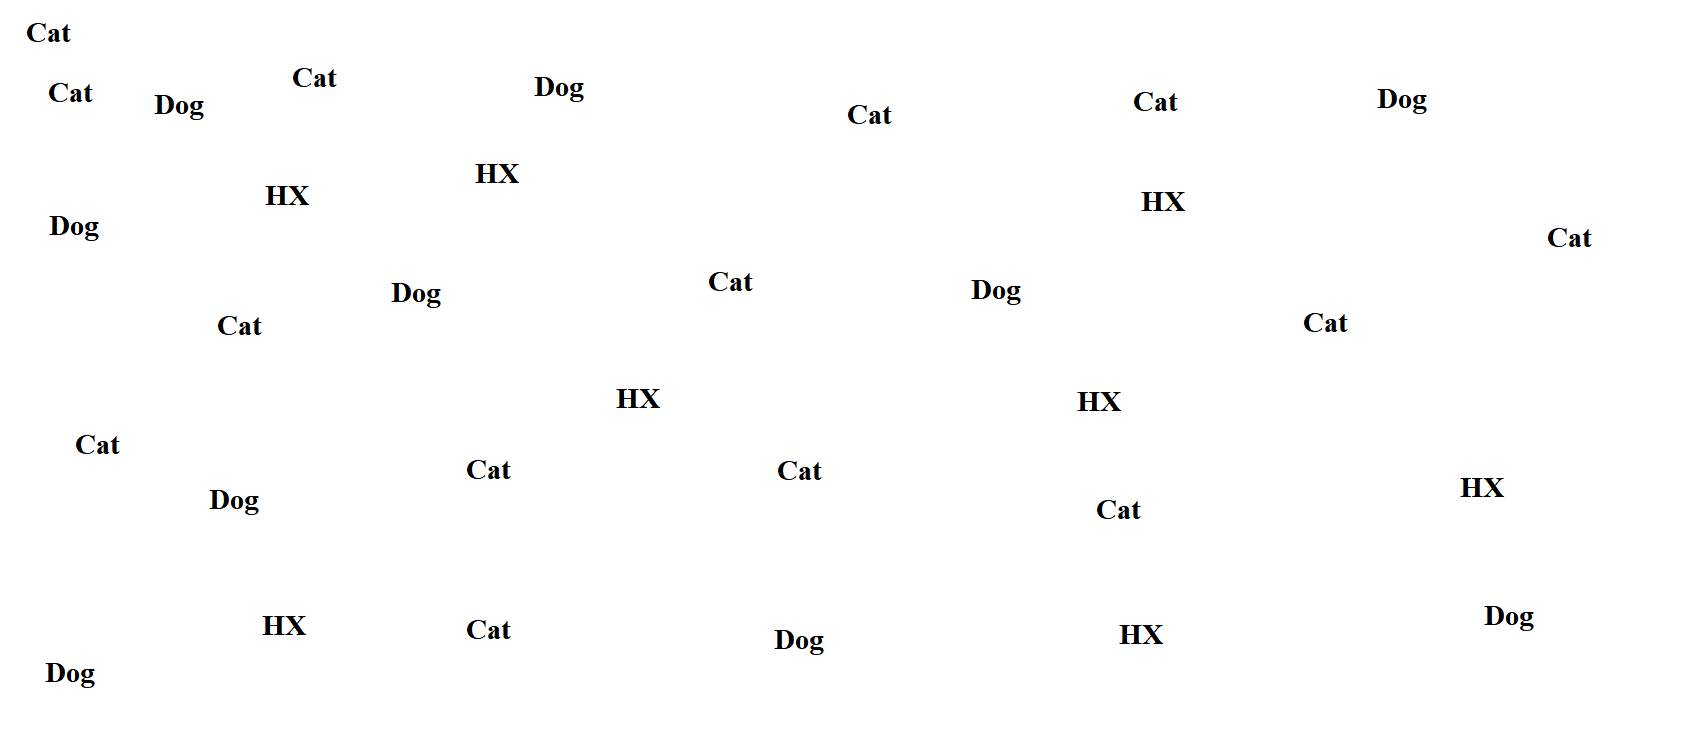 Cat
Cat Dog Cat Dog Cat Cat Dog
HX HX HX
Dog Cat
Cat Dog Cat Dog Cat
HX HX
Cat Dog Cat Cat Cat HX
HX Cat Dog HX Dog
Dog